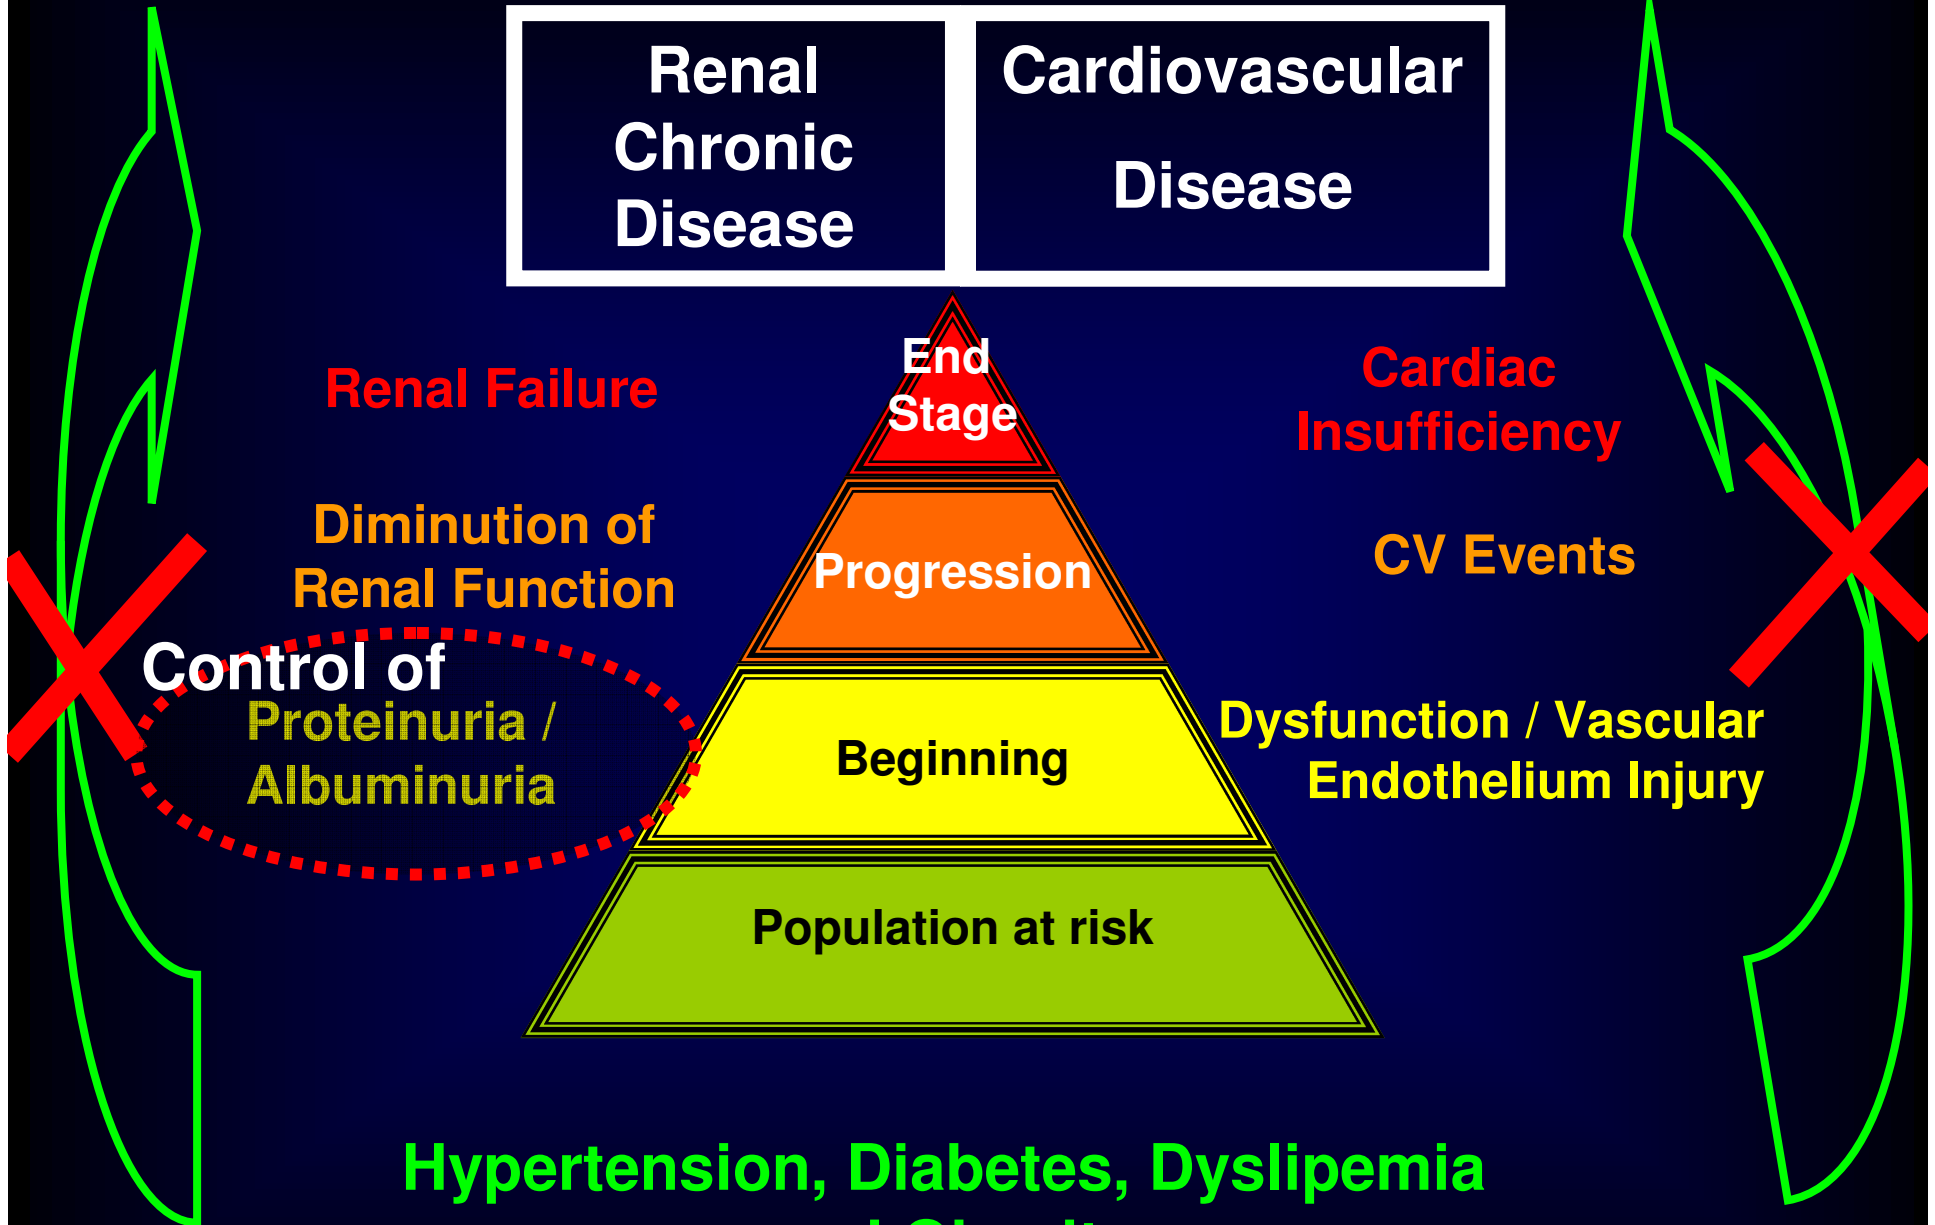 Renal
Chronic
Disease
Cardiovascular
Disease
End
Stage
Renal Failure
Cardiac
Insufficiency
Diminution of
Renal Function
Progression
CV Events
Control of
Proteinuria /
Albuminuria
Beginning
Dysfunction / Vascular
Endothelium Injury
Population at risk
Hypertension, Diabetes, Dyslipemia